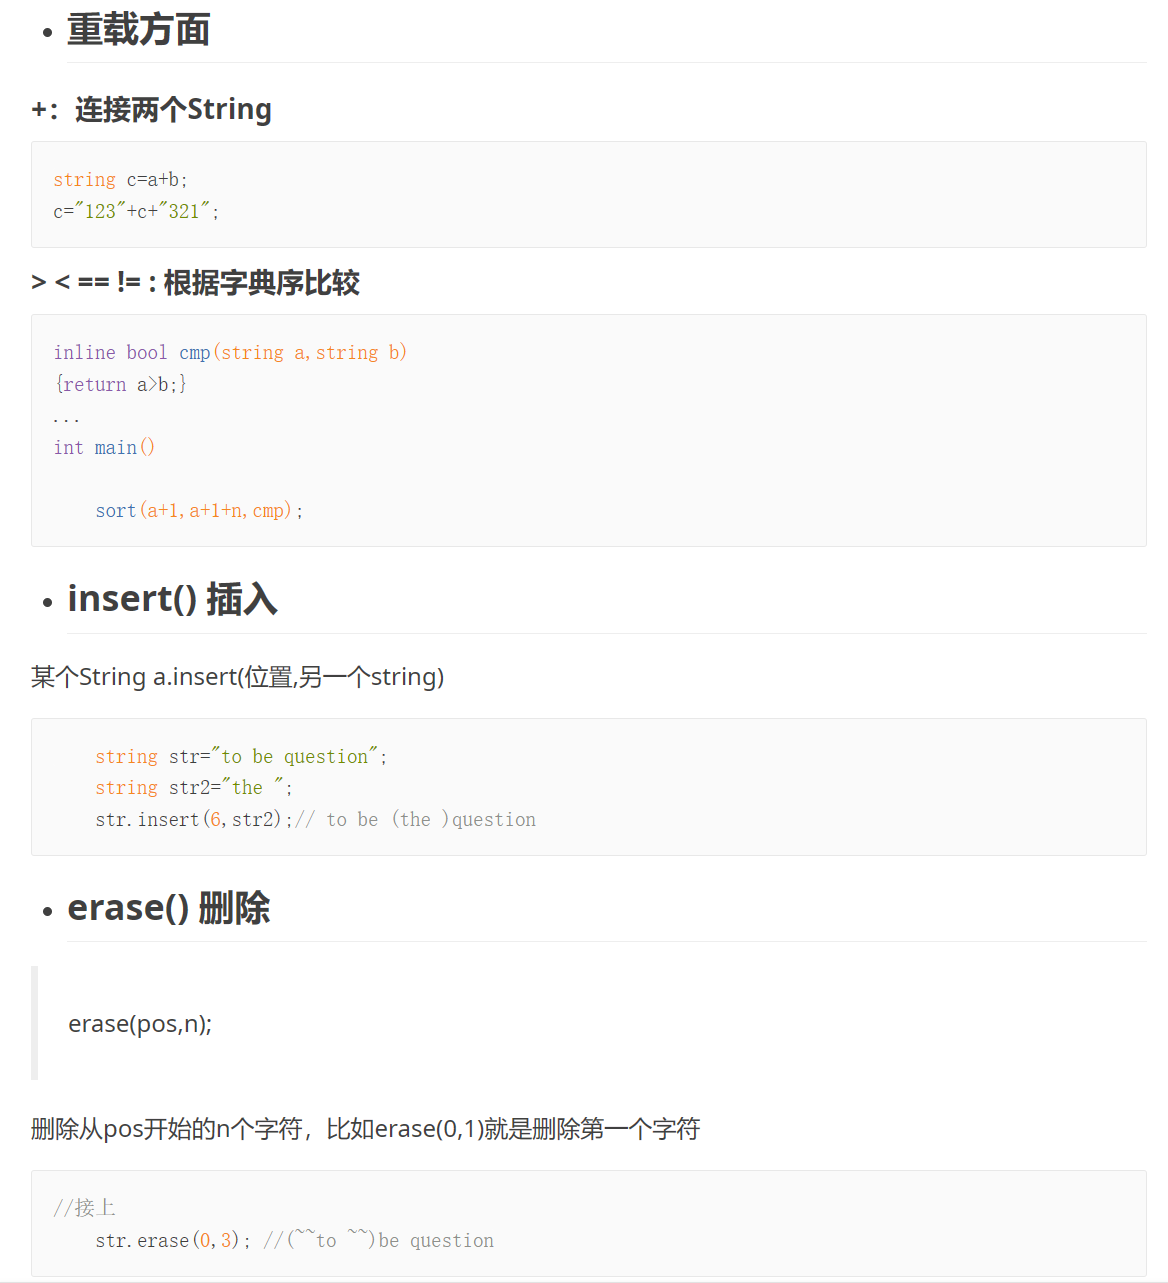 重载方面
+：连接两个String
string c=a+b;
c="123"+c+"321";
> < == != : 根据字典序比较
inline bool cmp(string a,string b)
{return a>b;}
...
int main()
sort(a+1,a+1+n,cmp);
insert() 插入
某个String a.insert(位置,另一个string)
string str="to be question";
string str2="the ";
str.insert(6,str2);// to be (the )question
erase() 删除
erase(pos,n);
删除从pos开始的n个字符，比如erase(0,1)就是删除第一个字符
//接上
str.erase(0,3); //(~~to ~~)be question